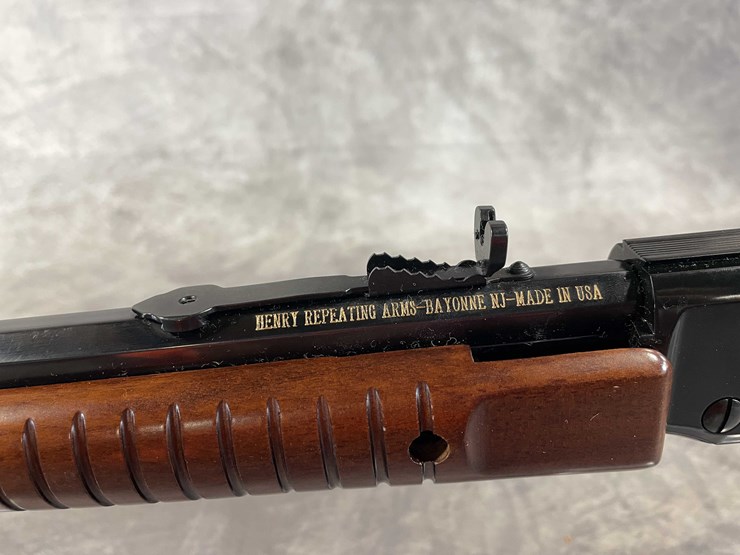 HENRY REPEATING ARMS-BAYONNE NJ-MADE IN USA